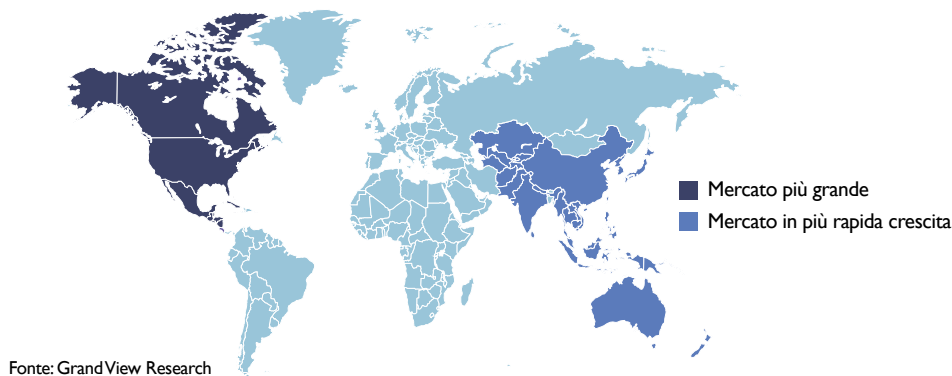 Mercato più grande
Mercato in più rapida crescita
Fonte: Grand View Research